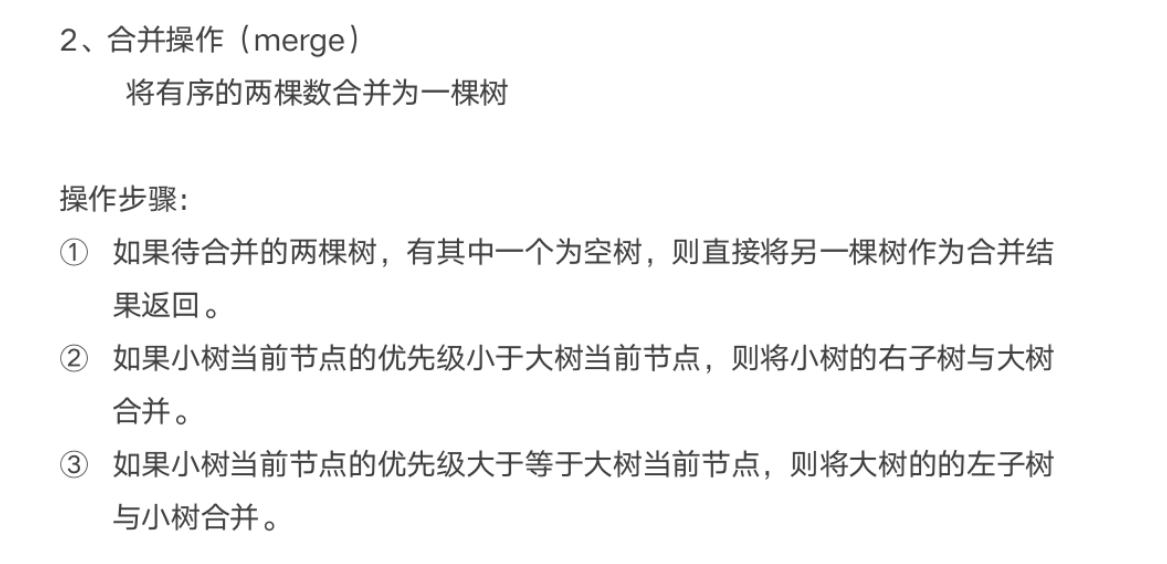 2、合并操作（merge）
将有序的两棵数合并为一棵树
操作步骤:
① 如果待合并的两棵树，有其中一个为空树，则直接将另一棵树作为合并结
果返回。
② 如果小树当前节点的优先级小于大树当前节点，则将小树的右子树与大树
合并。
③ 如果小树当前节点的优先级大于等于大树当前节点，则将大树的的左子树
与小树合并。